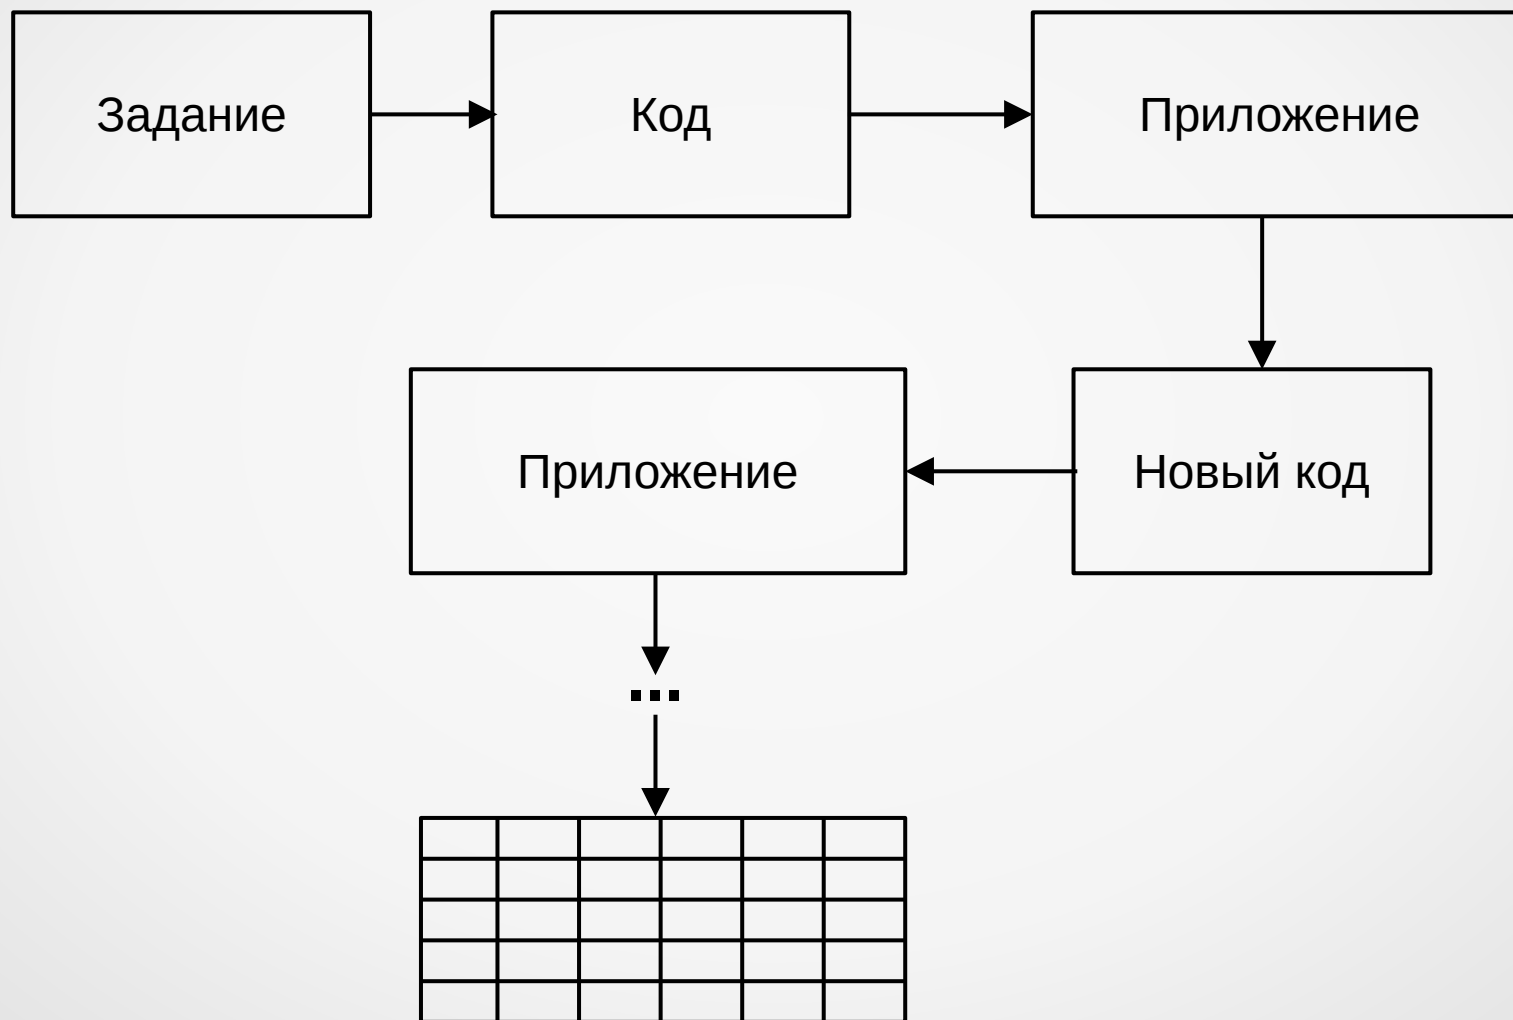 Задание
Код
Приложение
Новый код
Приложение
...